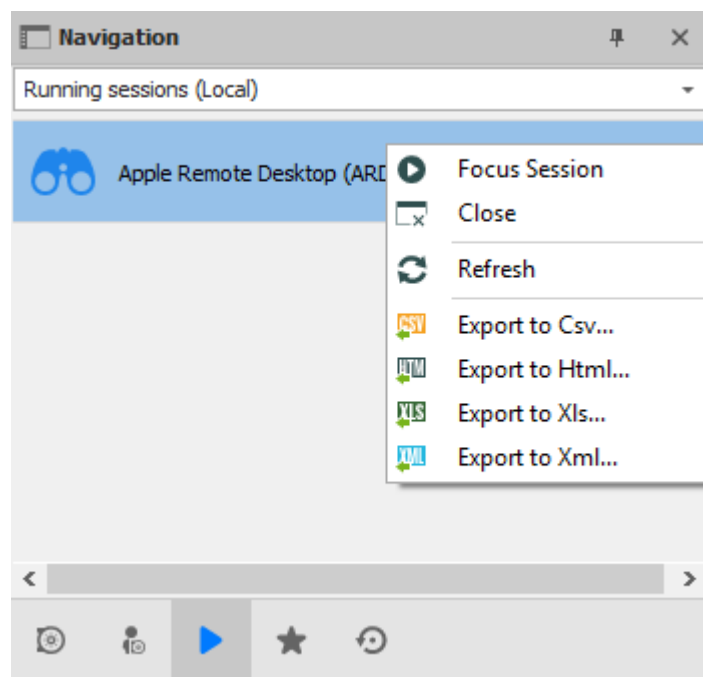 Navigation
Running sessions (Local)
Apple Remote Desktop (ARD
Focus Session
Close
Refresh
CSV Export to Csv...
HTM Export to Html...
XLS Export to Xls...
XML Export to Xml...